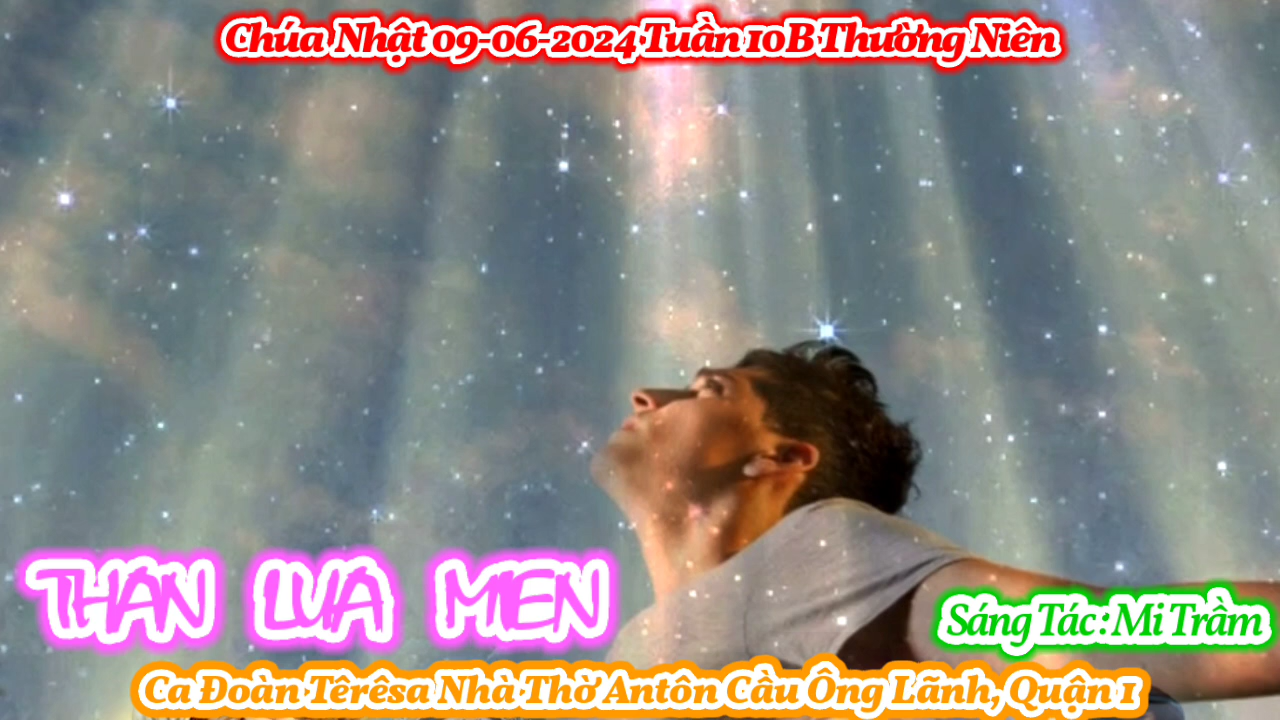 Chúa Nhật 09-06-2024 Tuần 10B Thường Niên
THAN LUA MIEN
Sáng Tác : Mi Trầm
Ca Đoàn Têrêsa Nhà Thờ Antôn Cầu Ông Lãnh, Quận 1